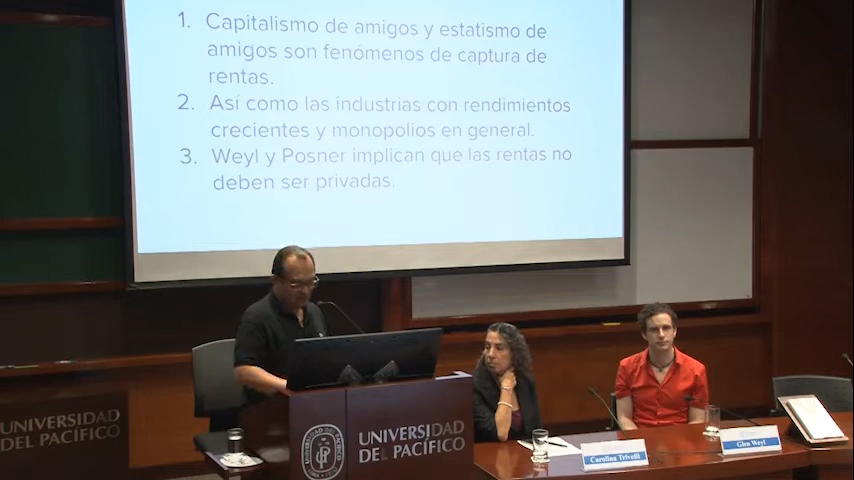 1. Capitalismo de amigos y estatismo de
amigos son fenómenos de captura de
rentas.
2. Así como las industrias con rendimientos
crecientes y monopolios en general.
3. Weyl y Posner implican que las rentas no
deben ser privadas.
UNIVERSIDAD
DEL PACÍFICO
UNIVERSIDAD
DEL PACÍFICO
Carolina Trivelli
Glen Weyl